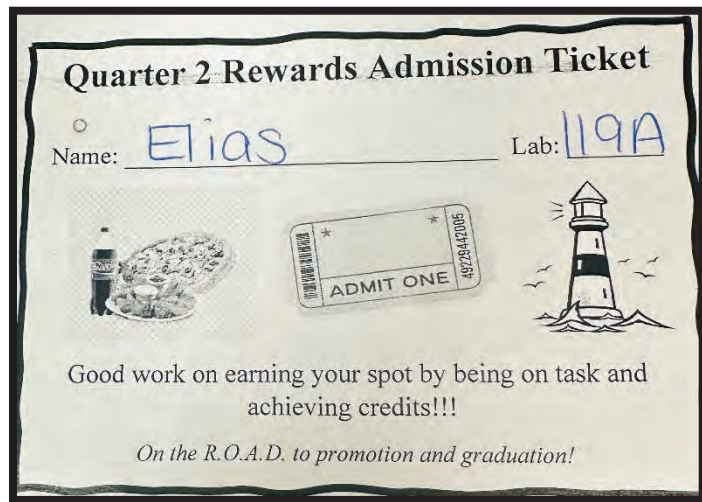 Quarter 2 Rewards Admission Ticket
Name: Elias Lab: 119A
ADMIT ONE
49229442005
Good work on earning your spot by being on task and
achieving credits!!!
On the R.O.A.D. to promotion and graduation!